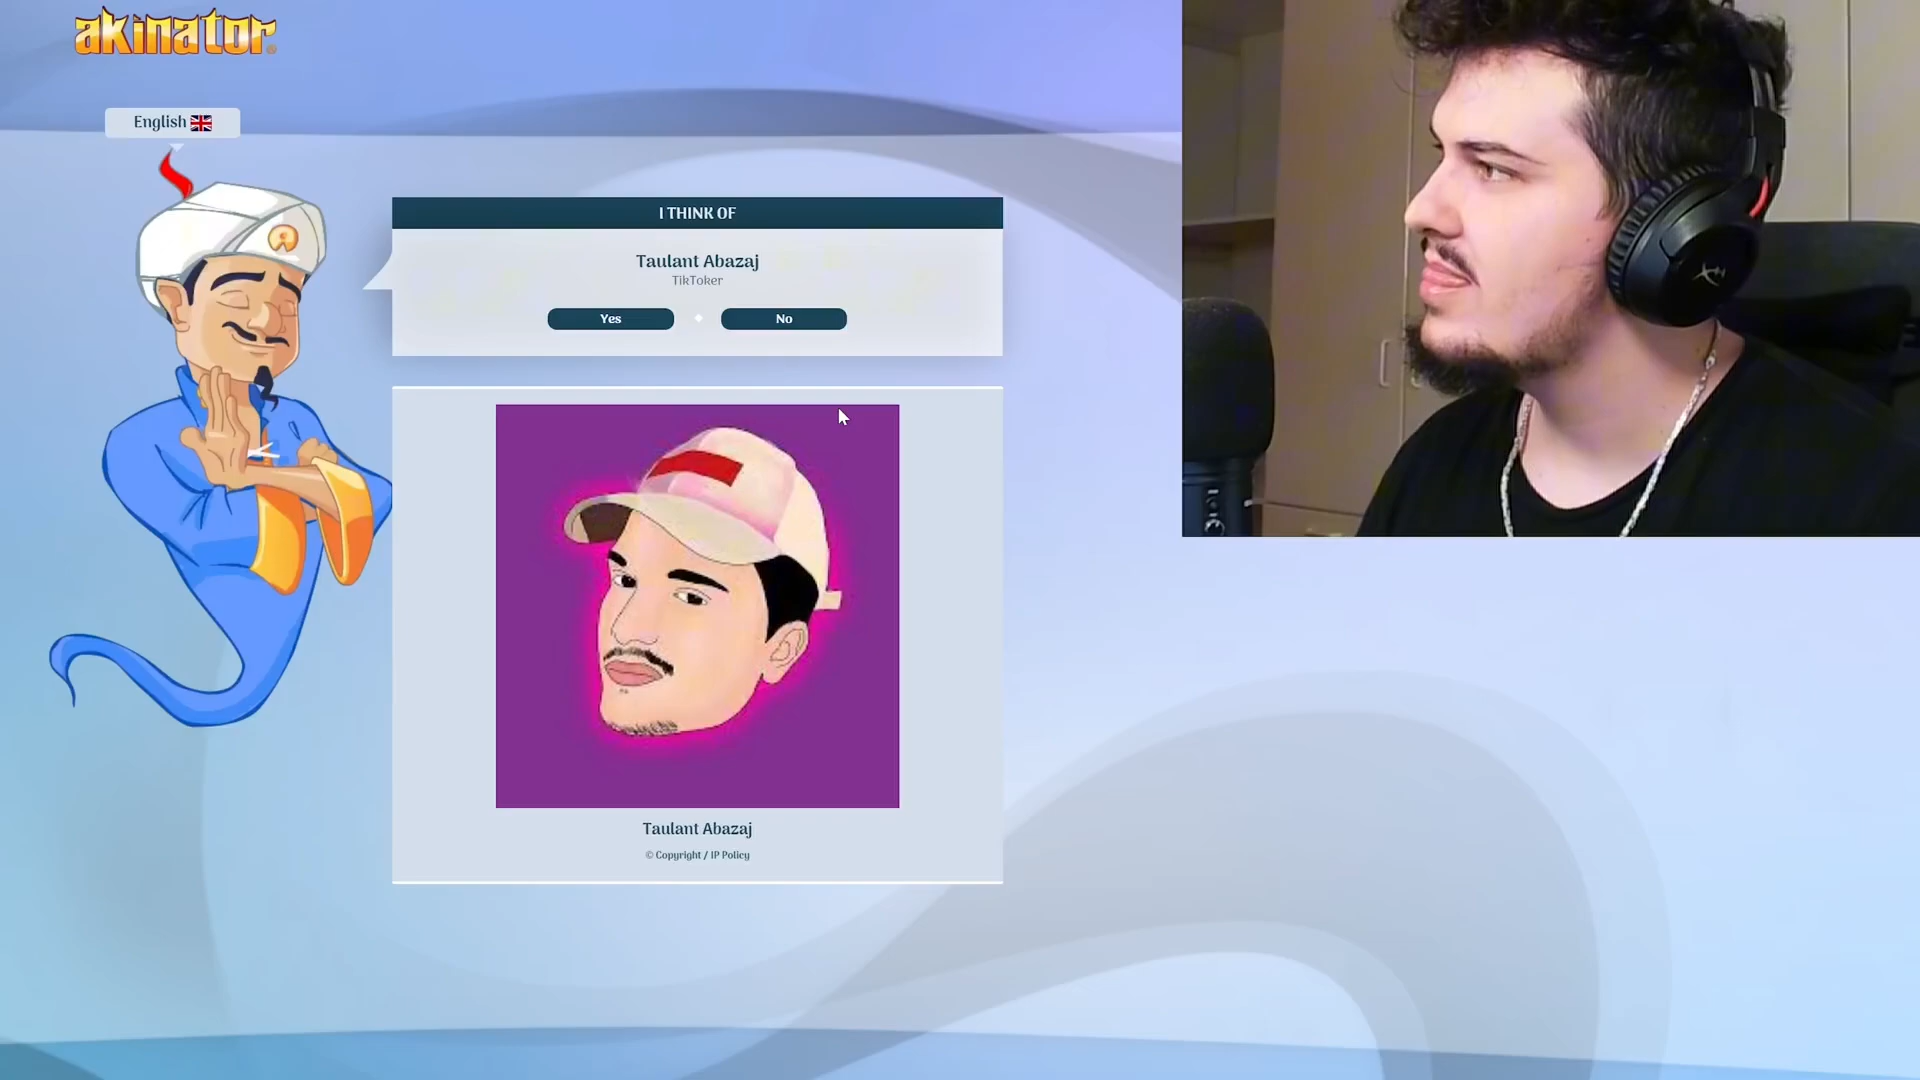 akinator
English
I THINK OF
Taulant Abazaj
TikToker
Yes
No
Taulant Abazaj
© Copyright / IP Policy